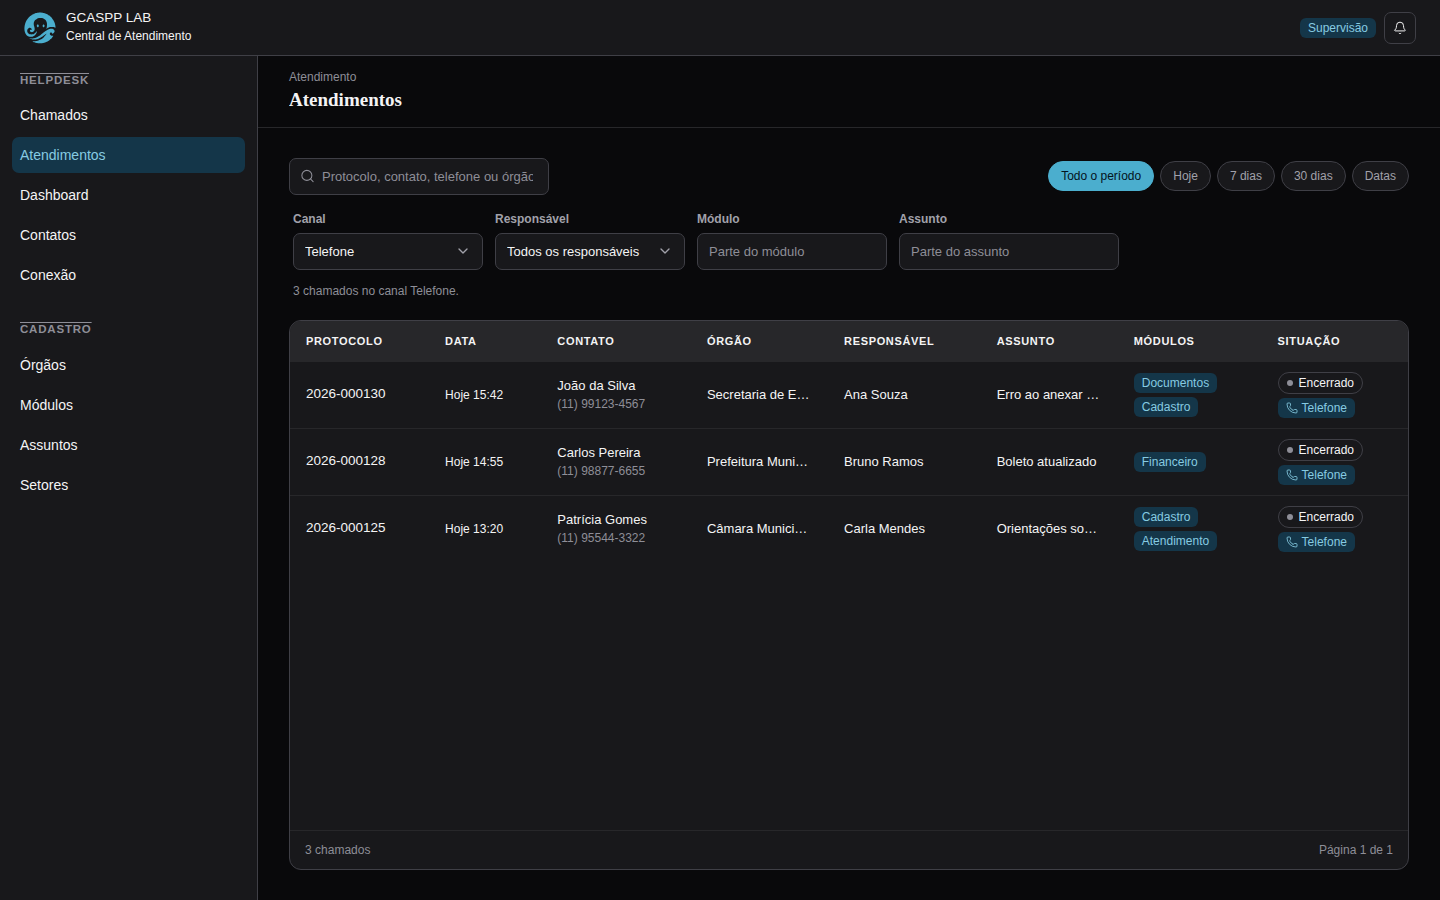 GCASPP LAB
Central de Atendimento
Supervisão
HELPDESK
Chamados
Atendimentos
Dashboard
Contatos
Conexão
CADASTRO
Órgãos
Módulos
Assuntos
Setores
Atendimento
Atendimentos
Protocolo, contato, telefone ou órgão
Todo o período Hoje 7 dias 30 dias Datas
Canal Responsável Módulo Assunto
Telefone Todos os responsáveis Parte do módulo Parte do assunto
3 chamados no canal Telefone.
PROTOCOLO DATA CONTATO ÓRGÃO RESPONSÁVEL ASSUNTO MÓDULOS SITUAÇÃO
2026-000130 Hoje 15:42 João da Silva (11) 99123-4567 Secretaria de E… Ana Souza Erro ao anexar … Documentos Cadastro Encerrado Telefone
2026-000128 Hoje 14:55 Carlos Pereira (11) 98877-6655 Prefeitura Muni… Bruno Ramos Boleto atualizado Financeiro Encerrado Telefone
2026-000125 Hoje 13:20 Patrícia Gomes (11) 95544-3322 Câmara Munici… Carla Mendes Orientações so… Cadastro Atendimento Encerrado Telefone
3 chamados Página 1 de 1